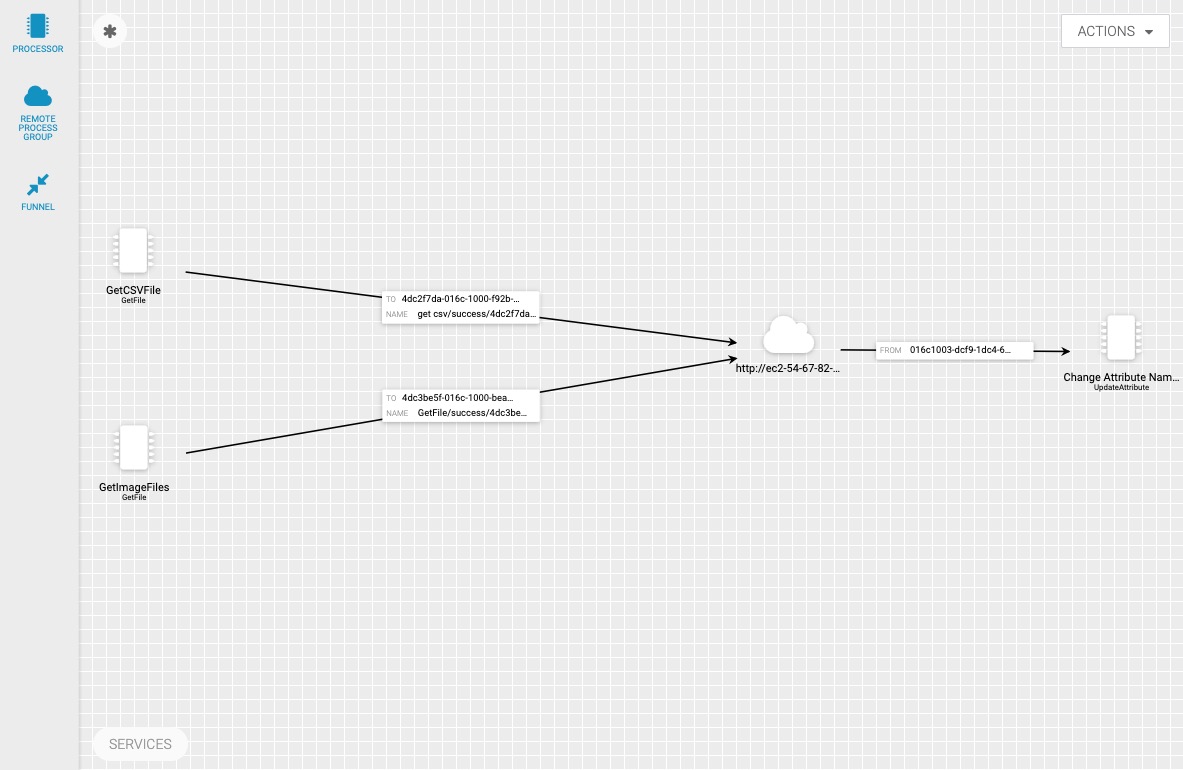 PROCESSOR
REMOTE
PROCESS
GROUP
FUNNEL
ACTIONS
GetCSVFile
GetFile
TO 4dc2f7da-016c-1000-f92b-...
NAME get csv/success/4dc2f7da...
http://ec2-54-67-82-...
FROM 016c1003-dcf9-1dc4-6...
Change Attribute Nam...
UpdateAttribute
TO 4dc3be5f-016c-1000-bea...
NAME GetFile/success/4dc3be...
GetImageFiles
GetFile
SERVICES